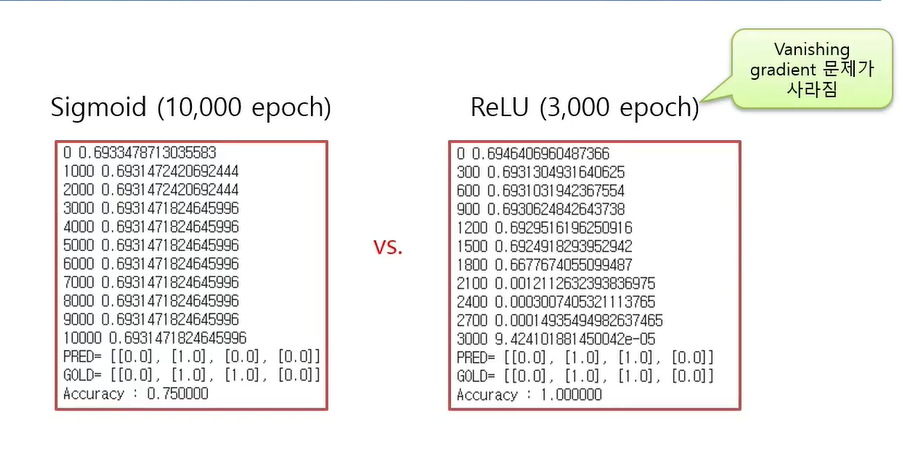 Vanishing
gradient 문제가
사라짐
Sigmoid (10,000 epoch)
0 0.6933478713035583
1000 0.6931472420692444
2000 0.6931472420692444
3000 0.6931471824645996
4000 0.6931471824645996
5000 0.6931471824645996
6000 0.6931471824645996
7000 0.6931471824645996
8000 0.6931471824645996
9000 0.6931471824645996
10000 0.6931471824645996
PRED= [[0.0], [1.0], [0.0], [0.0]]
GOLD= [[0.0], [1.0], [1.0], [0.0]]
Accuracy : 0.750000
vs.
ReLU (3,000 epoch)
0 0.6946406960487366
300 0.6931304931640625
600 0.6931031942367554
900 0.6930624842643738
1200 0.6929516196250916
1500 0.6924918293952942
1800 0.6677674055099487
2100 0.0012112632393836975
2400 0.0003007405321113765
2700 0.00014935494982637465
3000 9.424101881450042e-05
PRED= [[0.0], [1.0], [1.0], [0.0]]
GOLD= [[0.0], [1.0], [1.0], [0.0]]
Accuracy : 1.000000